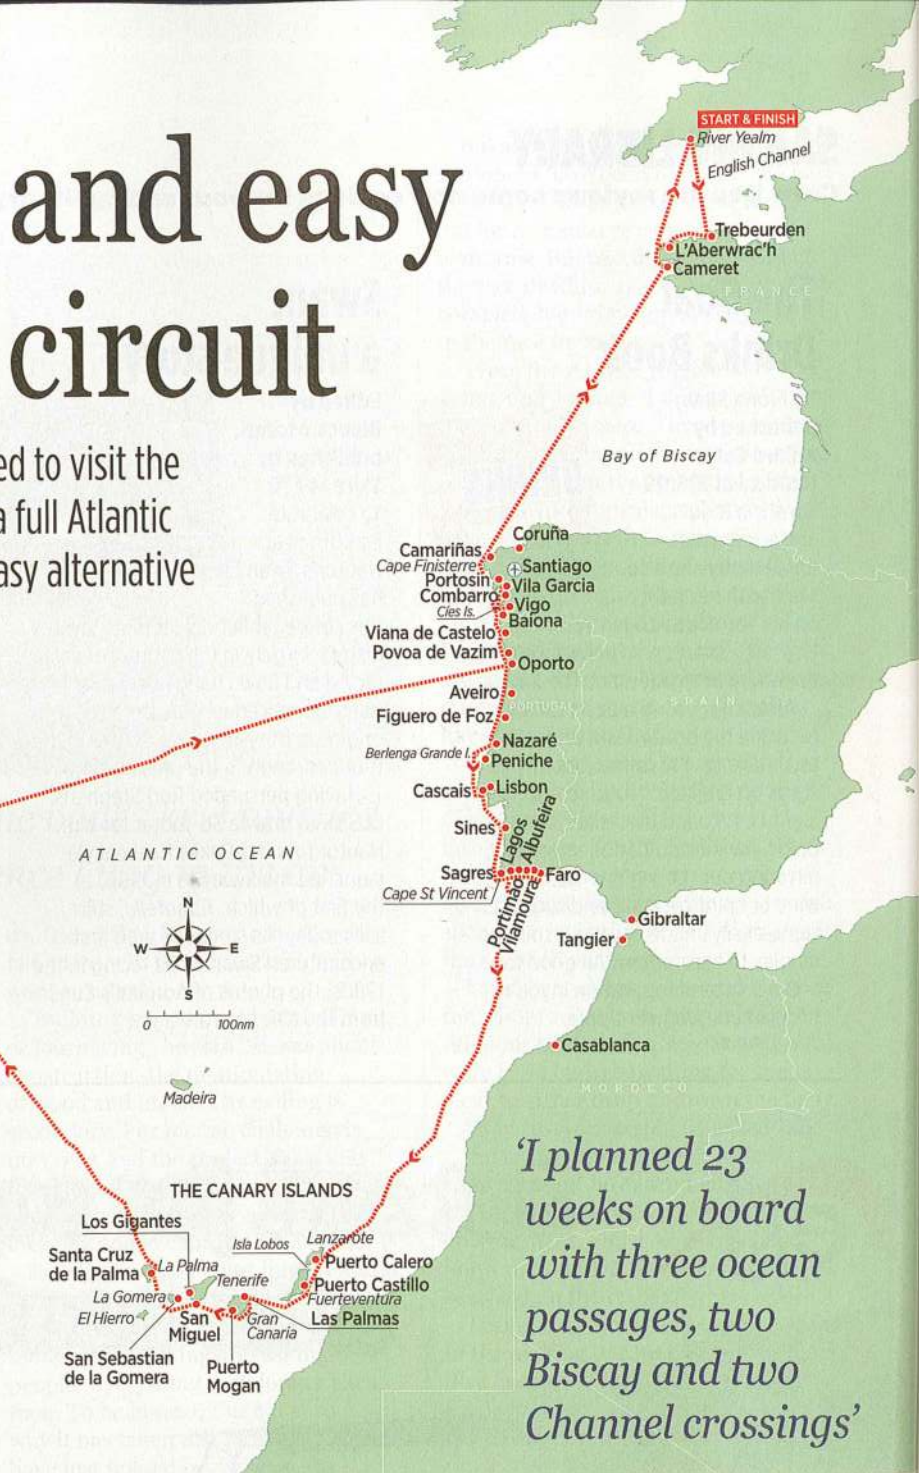 and easy
circuit
ed to visit the
a full Atlantic
asy alternative
START & FINISH
River Yealm
English Channel
Trebeurden
L'Aberwrac'h
Cameret
FRANCE
Bay of Biscay
Coruña
Camariñas
Cape Finisterre
Santiago
Portosin
Vila Garcia
Combarro
Vigo
Cíes Is.
Baiona
Viana de Castelo
Povoa de Vazim
Oporto
Aveiro
PORTUGAL
SPAIN
Figuero de Foz
Nazaré
Berlenga Grande I.
Peniche
Cascais
Lisbon
Sines
Lagos
Albufeira
Sagres
Faro
Cape St Vincent
Portimao
Vilamoura
Gibraltar
Tangier
ATLANTIC OCEAN
N
W
E
S
0 100nm
Casablanca
MOROCCO
Madeira
THE CANARY ISLANDS
Los Gigantes
Isla Lobos
Lanzarote
Santa Cruz
de la Palma
La Palma
Puerto Calero
Tenerife
Puerto Castillo
La Gomera
Fuerteventura
El Hierro
San
Miguel
Gran
Canaria
Las Palmas
San Sebastian
de la Gomera
Puerto
Mogan
'I planned 23
weeks on board
with three ocean
passages, two
Biscay and two
Channel crossings'